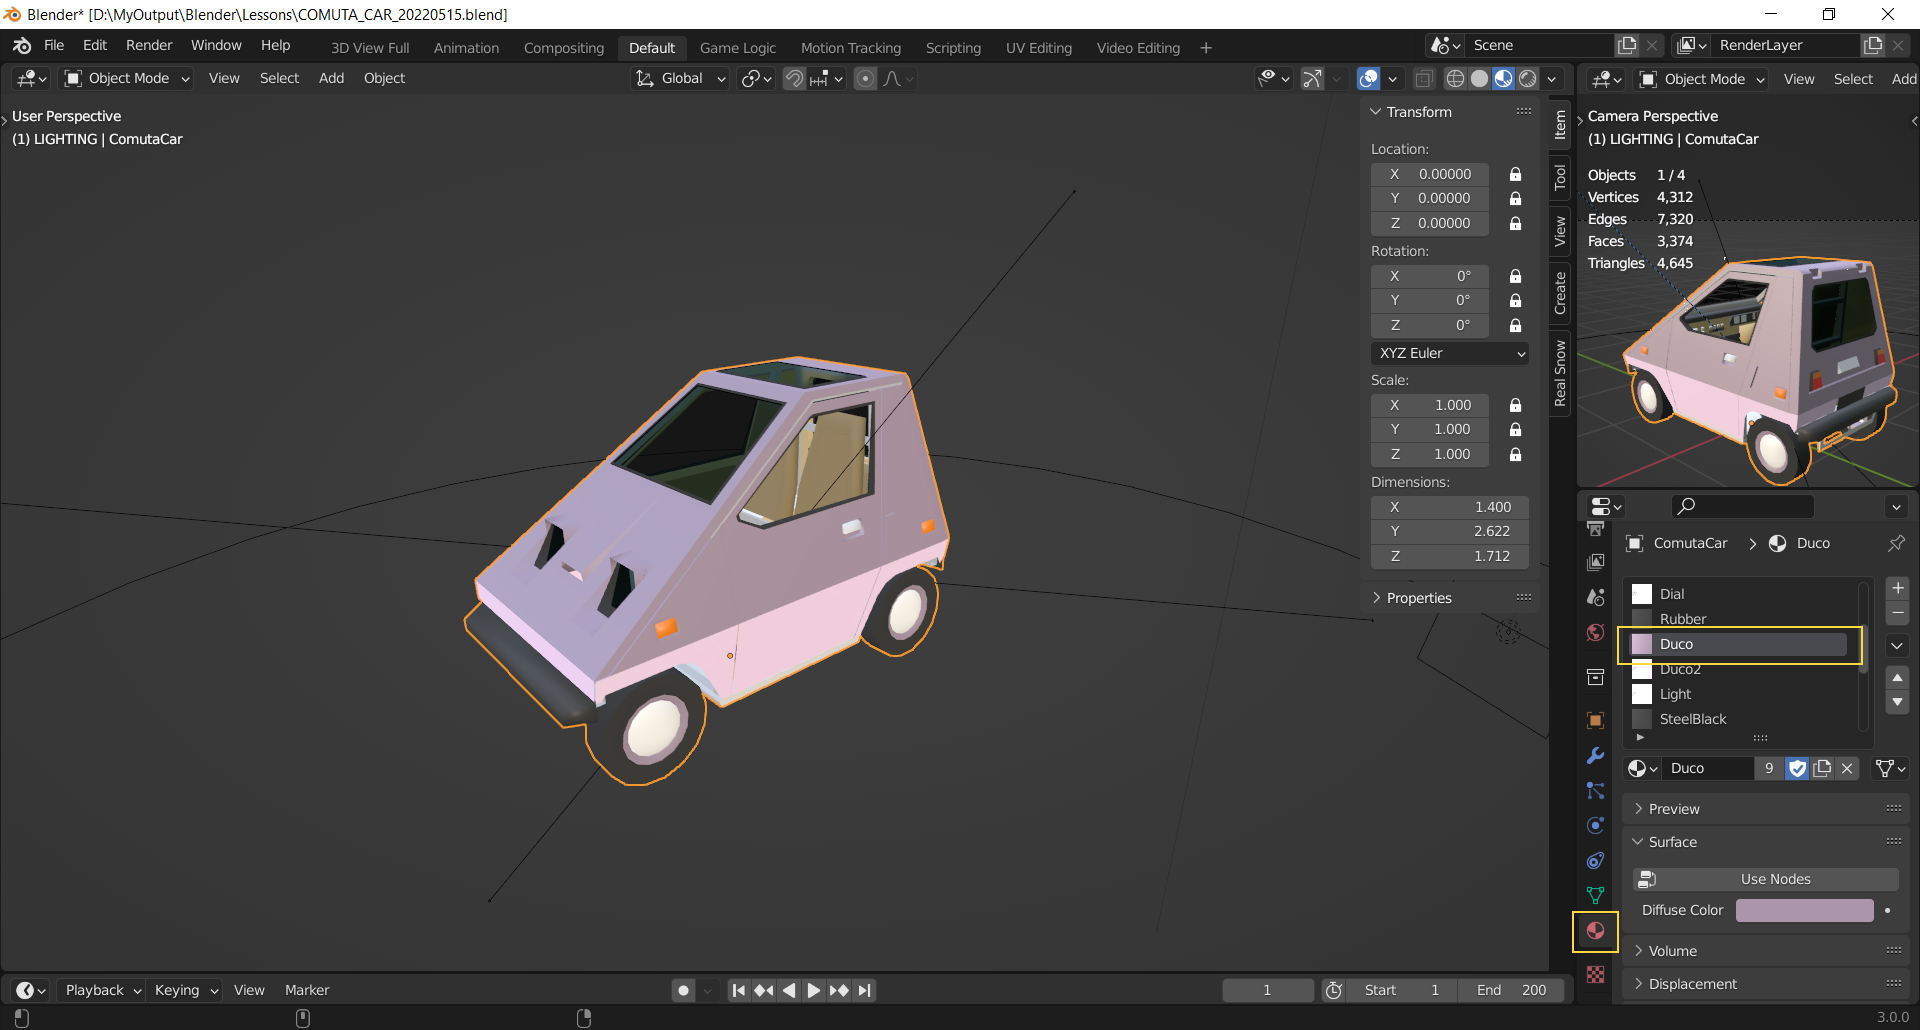 Blender* [D:\MyOutput\Blender\Lessons\COMUTA_CAR_20220515.blend]
File Edit Render Window Help
3D View Full Animation Compositing Default Game Logic Motion Tracking Scripting UV Editing Video Editing +
Scene
RenderLayer
Object Mode View Select Add Object
Global
Object Mode View Select Add
User Perspective
(1) LIGHTING | ComutaCar
Transform
Location:
X 0.00000
Y 0.00000
Z 0.00000
Rotation:
X 0°
Y 0°
Z 0°
XYZ Euler
Scale:
X 1.000
Y 1.000
Z 1.000
Dimensions:
X 1.400
Y 2.622
Z 1.712
Properties
Item
Tool
View
Create
Real Snow
Camera Perspective
(1) LIGHTING | ComutaCar
Objects 1 / 4
Vertices 4,312
Edges 7,320
Faces 3,374
Triangles 4,645
ComutaCar > Duco
Dial
Rubber
Duco
Duco2
Light
SteelBlack
Duco 9
Preview
Surface
Use Nodes
Diffuse Color
Volume
Displacement
Playback Keying View Marker
1
Start 1
End 200
3.0.0